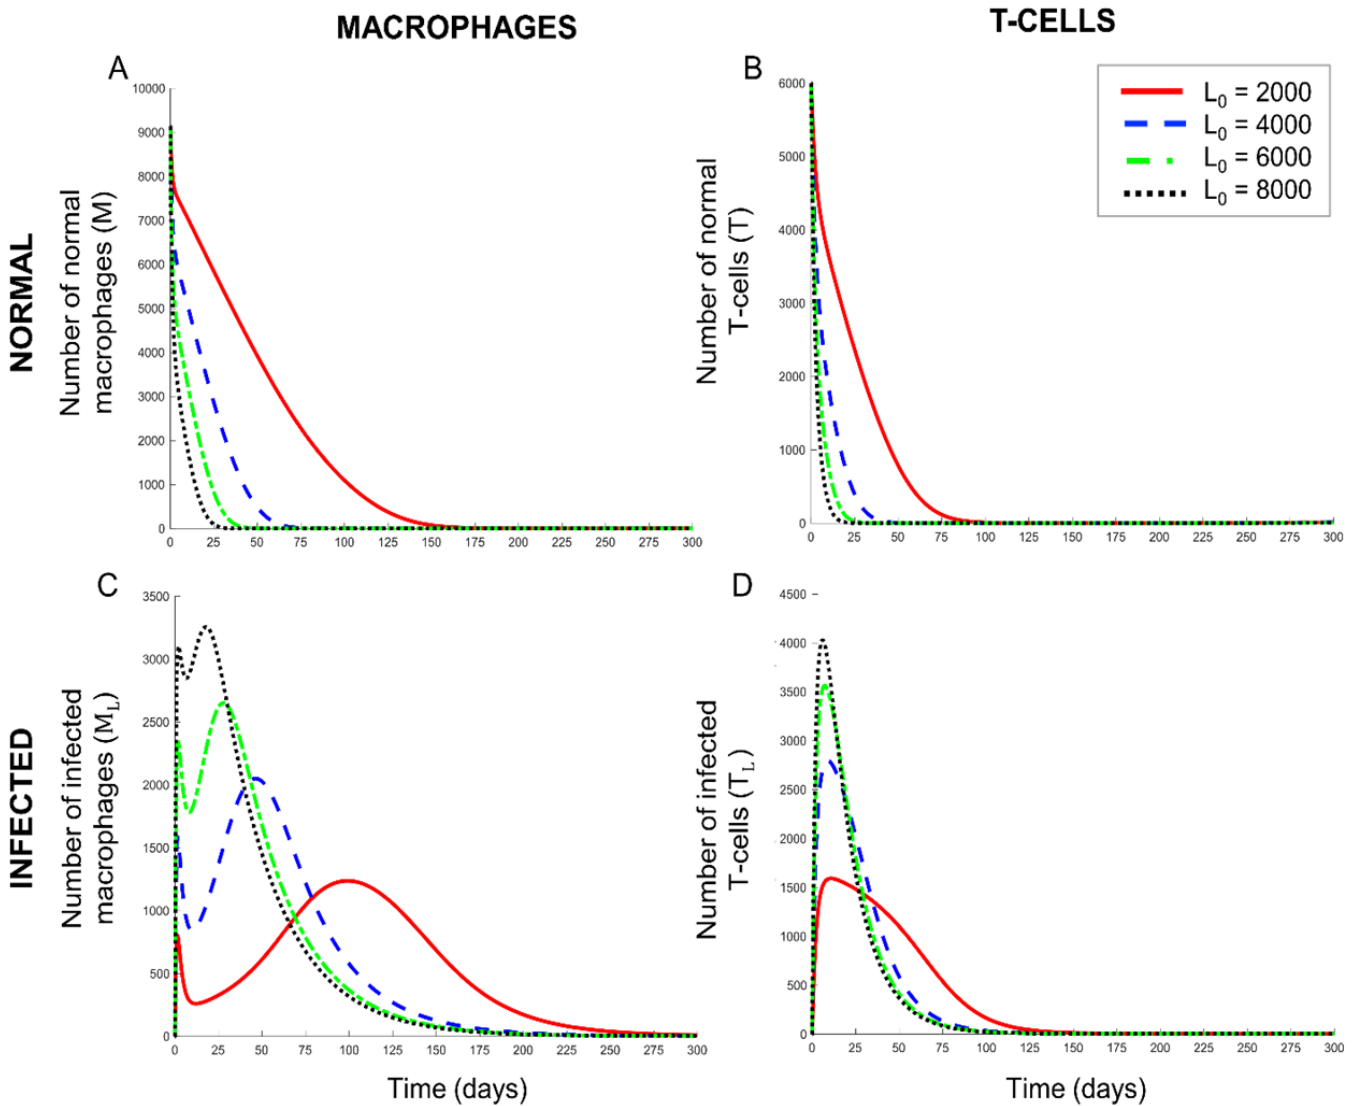 MACROPHAGES
T-CELLS
NORMAL
INFECTED
A
Number of normal
macrophages (M)
10000
9000
8000
7000
6000
5000
4000
3000
2000
1000
0
0 25 50 75 100 125 150 175 200 225 250 275 300
B
Number of normal
T-cells (T)
6000
5000
4000
3000
2000
1000
0
0 25 50 75 100 125 150 175 200 225 250 275 300
L₀ = 2000
L₀ = 4000
L₀ = 6000
L₀ = 8000
C
Number of infected
macrophages (M_L)
3500
3000
2500
2000
1500
1000
500
0
0 25 50 75 100 125 150 175 200 225 250 275 300
Time (days)
D
Number of infected
T-cells (T_L)
4500
4000
3500
3000
2500
2000
1500
1000
500
0
0 25 50 75 100 125 150 175 200 225 250 275 300
Time (days)